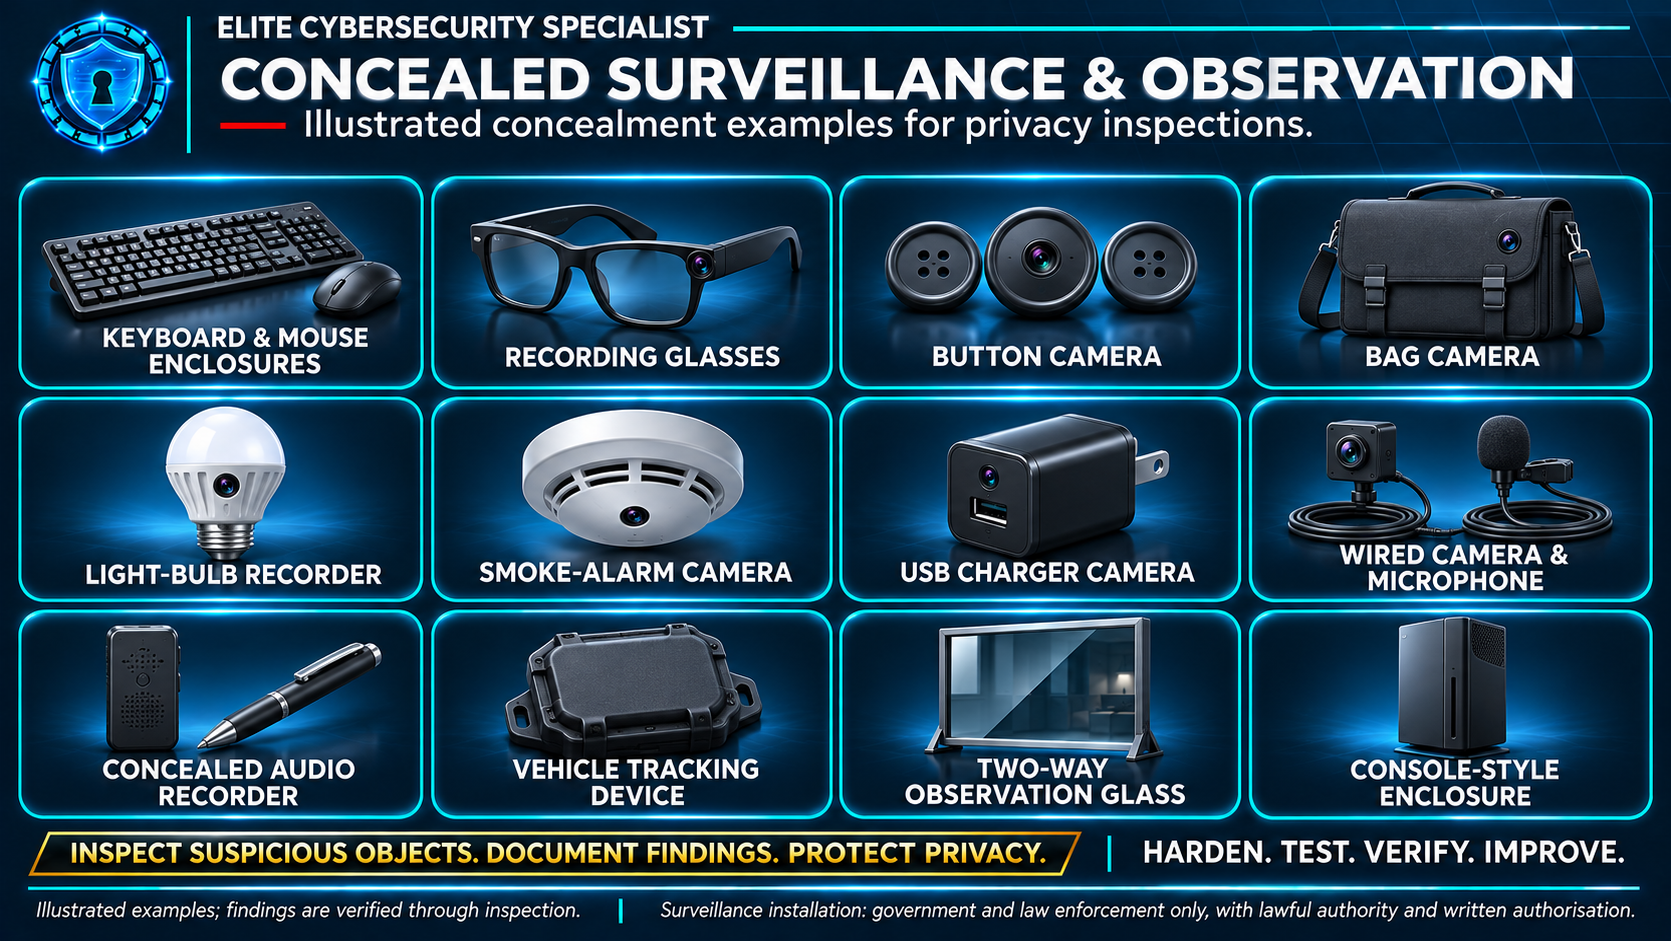 ELITE CYBERSECURITY SPECIALIST
CONCEALED SURVEILLANCE & OBSERVATION
Illustrated concealment examples for privacy inspections.
KEYBOARD & MOUSE
ENCLOSURES
RECORDING GLASSES
BUTTON CAMERA
BAG CAMERA
LIGHT-BULB RECORDER
SMOKE-ALARM CAMERA
USB CHARGER CAMERA
WIRED CAMERA &
MICROPHONE
CONCEALED AUDIO
RECORDER
VEHICLE TRACKING
DEVICE
TWO-WAY
OBSERVATION GLASS
CONSOLE-STYLE
ENCLOSURE
INSPECT SUSPICIOUS OBJECTS. DOCUMENT FINDINGS. PROTECT PRIVACY.
HARDEN. TEST. VERIFY. IMPROVE.
Illustrated examples; findings are verified through inspection.
Surveillance installation: government and law enforcement only, with lawful authority and written authorisation.